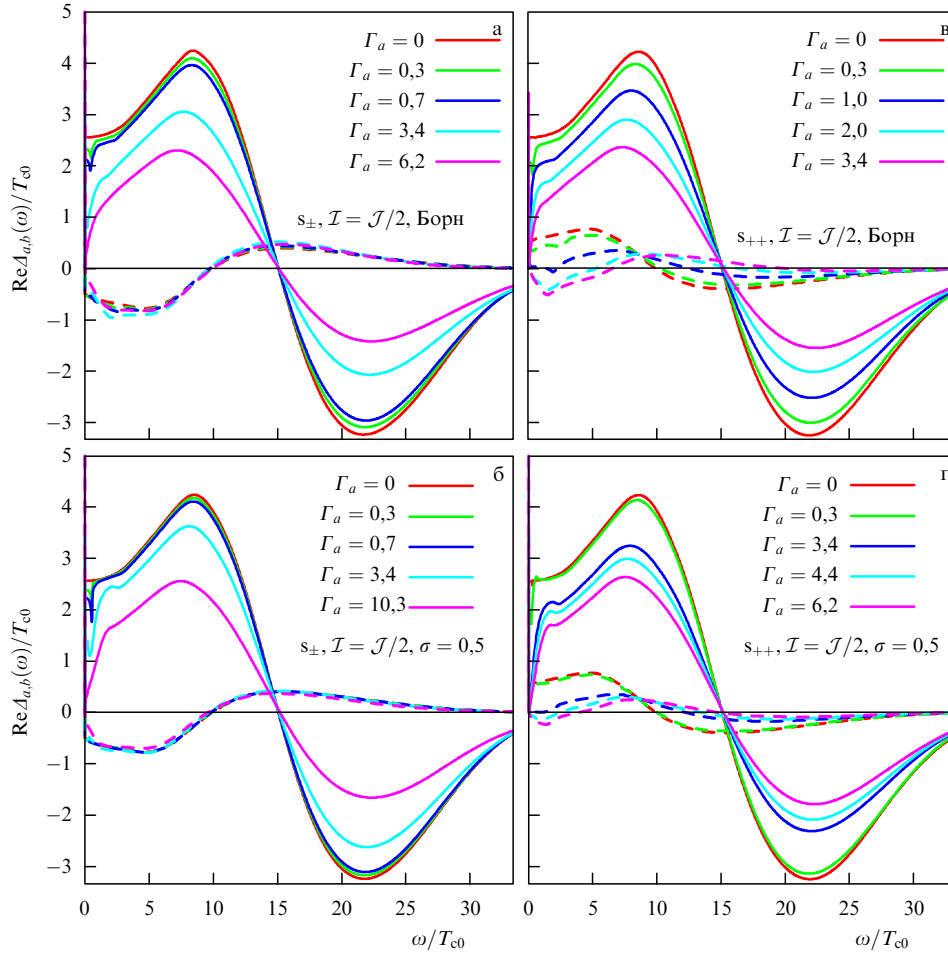 5
4
3
2
1
0
−1
−2
−3
ReΔa,b(ω)/Tc0
а
Γa = 0
Γa = 0,3
Γa = 0,7
Γa = 3,4
Γa = 6,2
s±, ℐ = 𝒥/2, Борн
в
Γa = 0
Γa = 0,3
Γa = 1,0
Γa = 2,0
Γa = 3,4
s++, ℐ = 𝒥/2, Борн
5
4
3
2
1
0
−1
−2
−3
ReΔa,b(ω)/Tc0
б
Γa = 0
Γa = 0,3
Γa = 0,7
Γa = 3,4
Γa = 10,3
s±, ℐ = 𝒥/2, σ = 0,5
г
Γa = 0
Γa = 0,3
Γa = 3,4
Γa = 4,4
Γa = 6,2
s++, ℐ = 𝒥/2, σ = 0,5
0 5 10 15 20 25 30 0 5 10 15 20 25 30
ω/Tc0 ω/Tc0